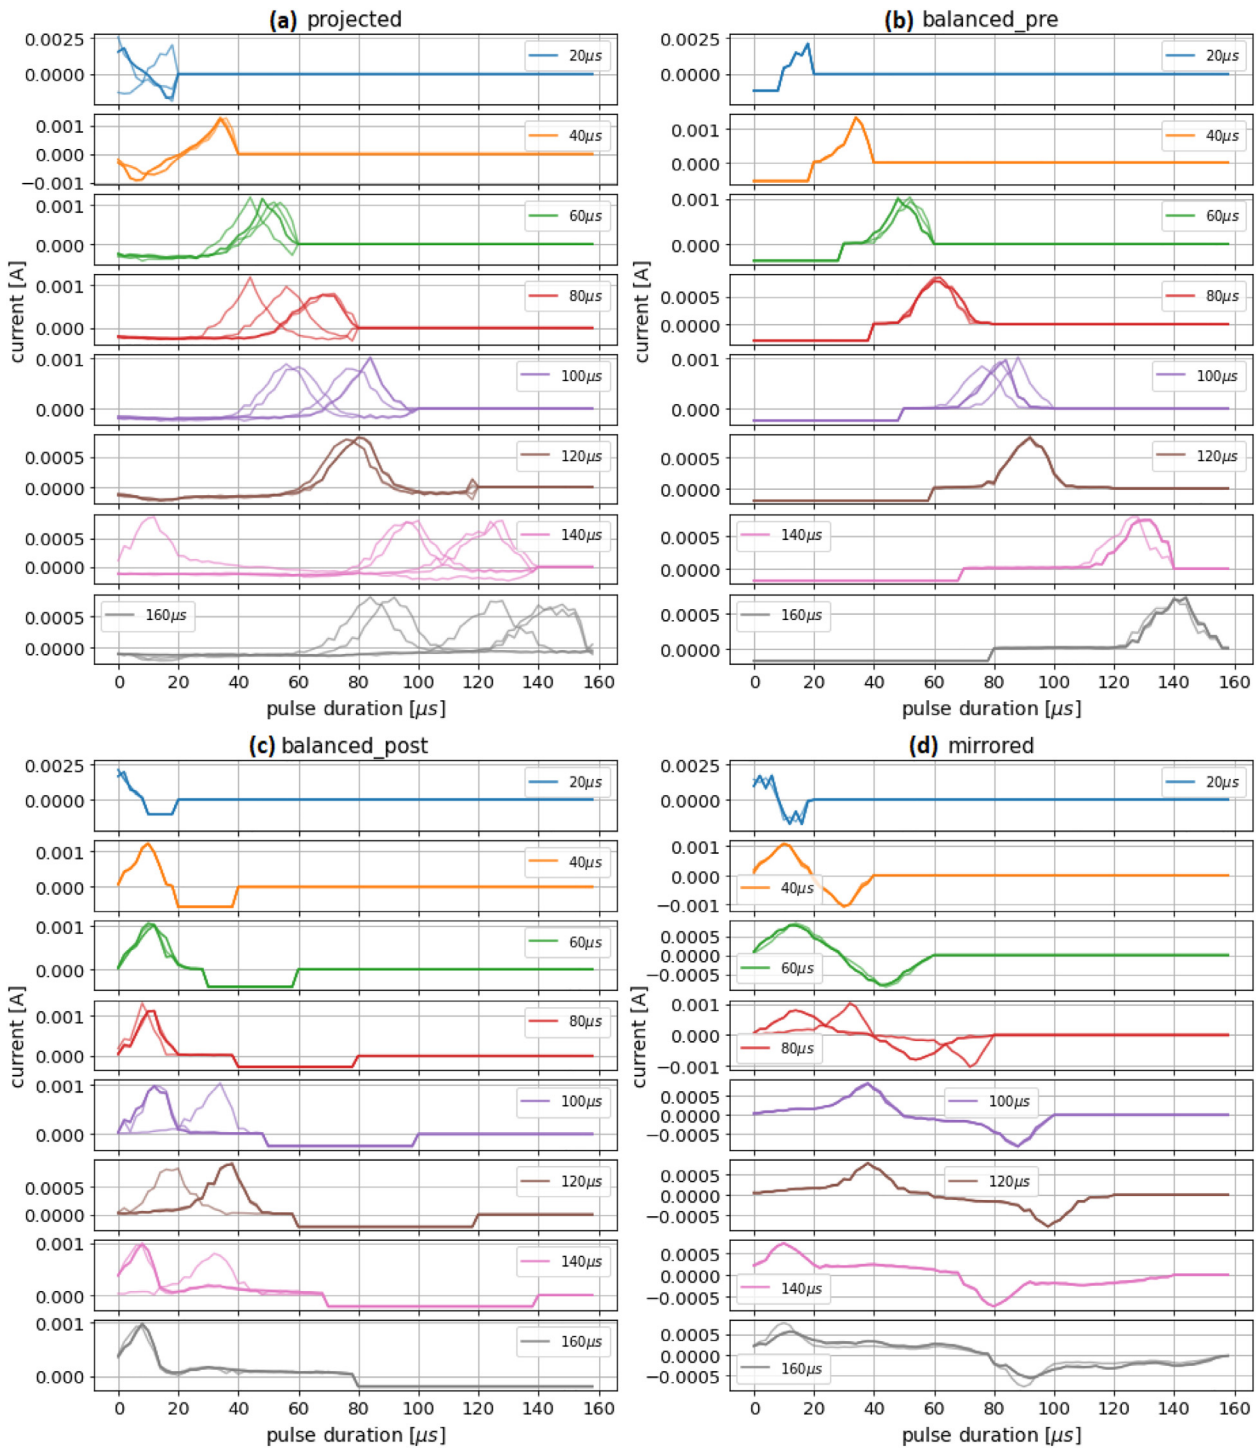 (a) projected
0.0025
0.0000
20μs
0.001
0.000
−0.001
40μs
0.001
0.000
60μs
0.001
0.000
80μs
0.001
0.000
100μs
0.0005
0.0000
120μs
0.0005
0.0000
140μs
0.0005
0.0000
160μs
0 20 40 60 80 100 120 140 160
pulse duration [μs]
current [A]
(b) balanced_pre
0.0025
0.0000
20μs
0.001
0.000
40μs
0.001
0.000
60μs
0.0005
0.0000
80μs
0.001
0.000
100μs
0.0005
0.0000
120μs
0.0005
0.0000
140μs
0.0005
0.0000
160μs
0 20 40 60 80 100 120 140 160
pulse duration [μs]
current [A]
(c) balanced_post
0.0025
0.0000
20μs
0.001
0.000
40μs
0.001
0.000
60μs
0.001
0.000
80μs
0.001
0.000
100μs
0.0005
0.0000
120μs
0.001
0.000
140μs
0.001
0.000
160μs
0 20 40 60 80 100 120 140 160
pulse duration [μs]
current [A]
(d) mirrored
0.0025
0.0000
20μs
0.001
0.000
−0.001
40μs
0.0005
0.0000
−0.0005
60μs
0.001
0.000
−0.001
80μs
0.0005
0.0000
−0.0005
100μs
0.0005
0.0000
−0.0005
120μs
0.0005
0.0000
−0.0005
140μs
0.0005
0.0000
−0.0005
160μs
0 20 40 60 80 100 120 140 160
pulse duration [μs]
current [A]